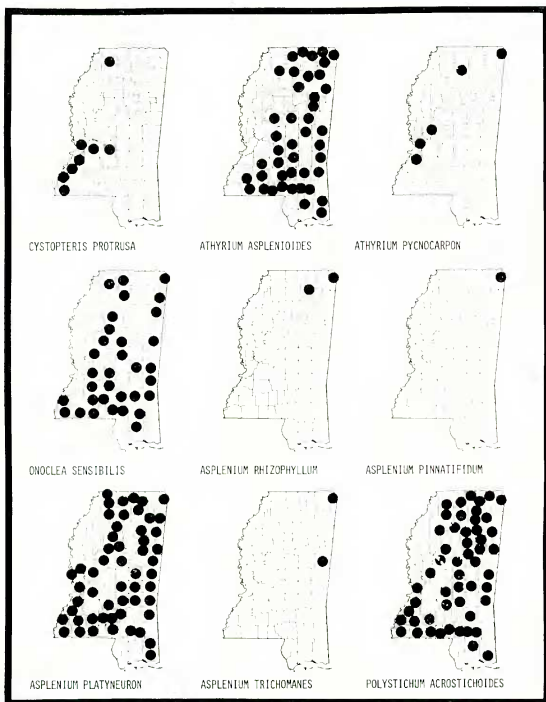 CYSTOPTERIS PROTRUSA ATHYRIUM ASPLENIOIDES ATHYRIUM PYCNOCARPON
ONOCLEA SENSIBILIS ASPLENIUM RHIZOPHYLLUM ASPLENIUM PINNATIFIDUM
ASPLENIUM PLATYNEURON ASPLENIUM TRICHOMANES POLYSTICHUM ACROSTICHOIDES